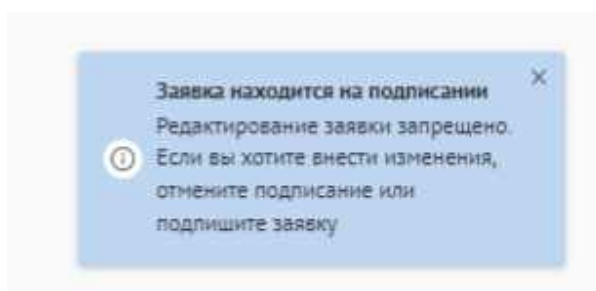 Заявка находится на подписании
Редактирование заявки запрещено.
Если вы хотите внести изменения,
отмените подписание или
подпишите заявку